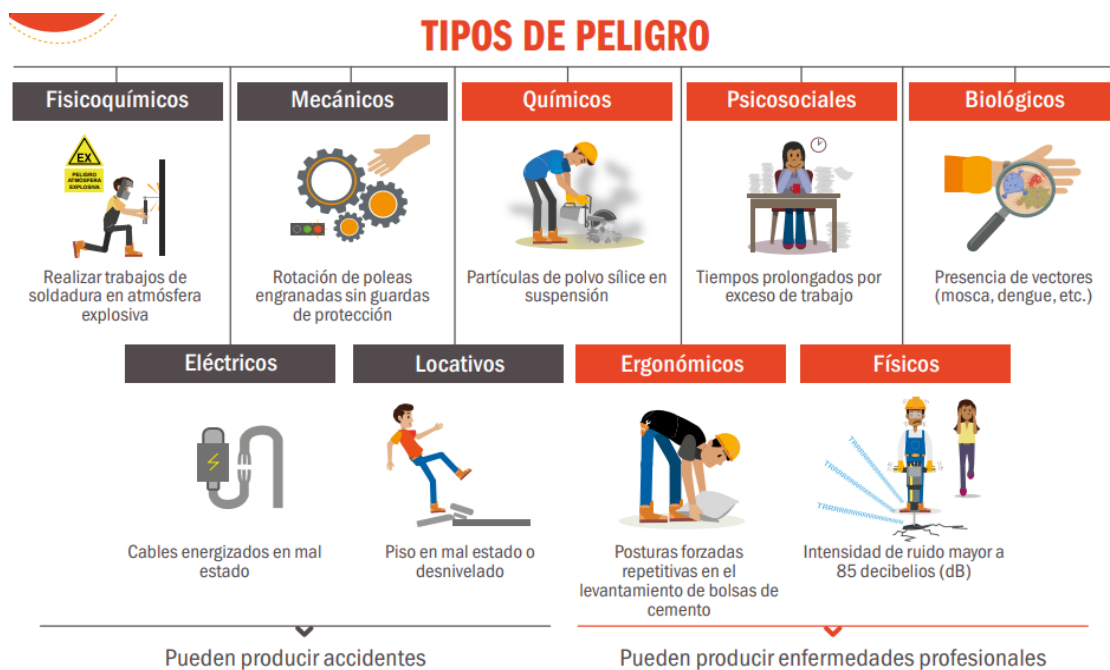 TIPOS DE PELIGRO
Fisicoquímicos
Mecánicos
Químicos
Psicosociales
Biológicos
EX
PELIGRO
ATMÓSFERA
EXPLOSIVA
Realizar trabajos de
soldadura en atmósfera
explosiva
Rotación de poleas
engranadas sin guardas
de protección
Partículas de polvo sílice en
suspensión
Tiempos prolongados por
exceso de trabajo
Presencia de vectores
(mosca, dengue, etc.)
Eléctricos
Locativos
Ergonómicos
Físicos
Cables energizados en mal
estado
Piso en mal estado o
desnivelado
Posturas forzadas
repetitivas en el
levantamiento de bolsas de
cemento
Intensidad de ruido mayor a
85 decibelios (dB)
Pueden producir accidentes
Pueden producir enfermedades profesionales